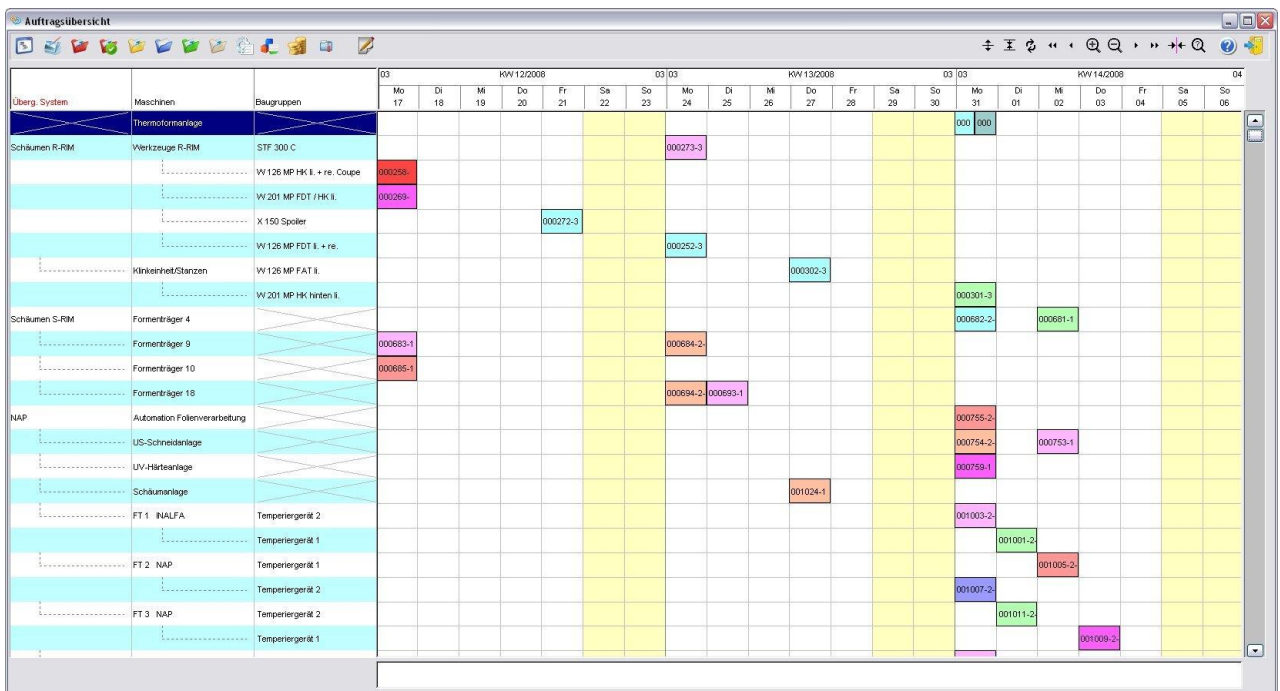 Auftragsübersicht
03 KW 12/2008 03 03 KW 13/2008 03 03 KW 14/2008 04
Mo Di Mi Do Fr Sa So Mo Di Mi Do Fr Sa So Mo Di Mi Do Fr Sa So
Überg. System Maschinen Baugruppen 17 18 19 20 21 22 23 24 25 26 27 28 29 30 31 01 02 03 04 05 06
Thermoformanlage 000 000
Schäumen R-RIM Werkzeuge R-RIM STF 300 C 000273-3
W 126 MP HK li. + re. Coupe 000258-
W 201 MP FDT / HK li. 000269-
X 150 Spoiler 000272-3
W 126 MP FDT li. + re. 000252-3
Klinkeinheit/Stanzen W 126 MP FAT li. 000302-3
W 201 MP HK hinten li. 000301-3
Schäumen S-RIM Formenträger 4 000682-2- 000681-1
Formenträger 9 000683-1 000684-2-
Formenträger 10 000685-1
Formenträger 18 000694-2- 000693-1
NAP Automation Folienverarbeitung 000755-2-
US-Schneidanlage 000754-2- 000753-1
UV-Härteanlage 000759-1
Schäumanlage 001024-1
FT 1 INALFA Temperiergerät 2 001003-2-
Temperiergerät 1 001001-2-
FT 2 NAP Temperiergerät 1 001005-2-
Temperiergerät 2 001007-2-
FT 3 NAP Temperiergerät 2 001011-2-
Temperiergerät 1 001009-2-